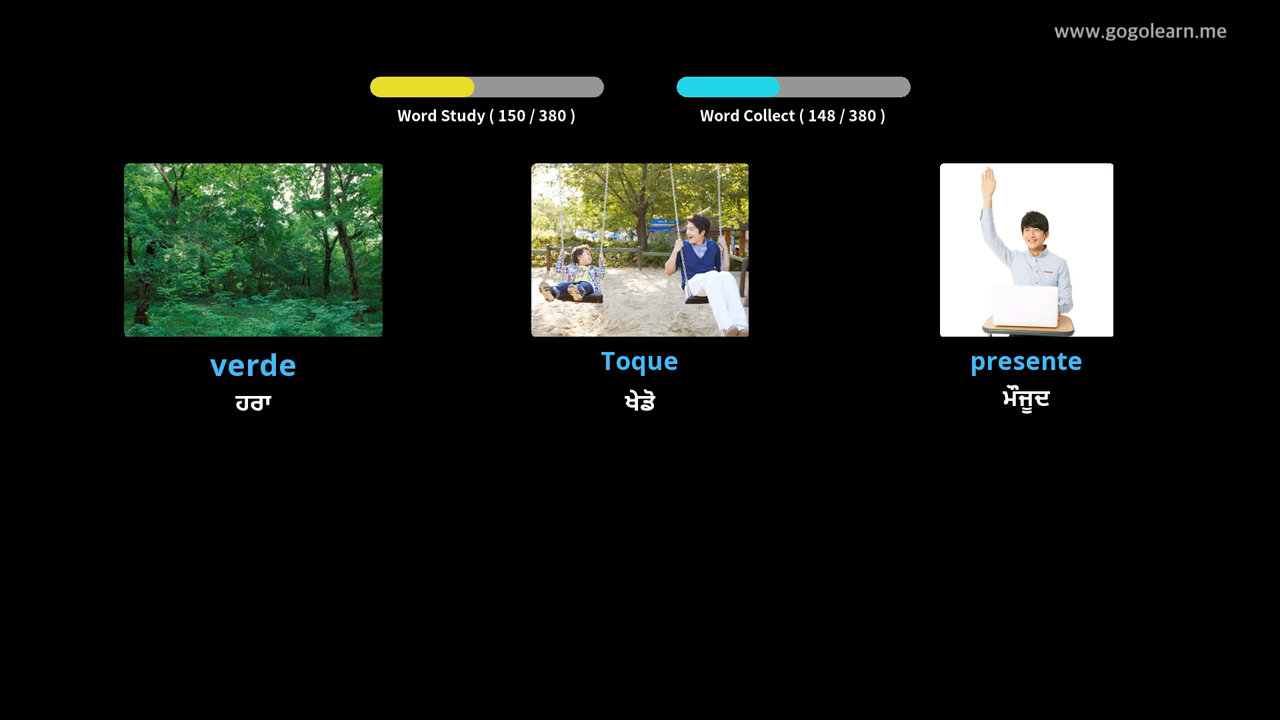 www.gogolearn.me
Word Study ( 150 / 380 )
Word Collect ( 148 / 380 )
verde
Toque
presente
ਹਰਾ
ਖੇਡੋ
ਮੌਜੂਦ